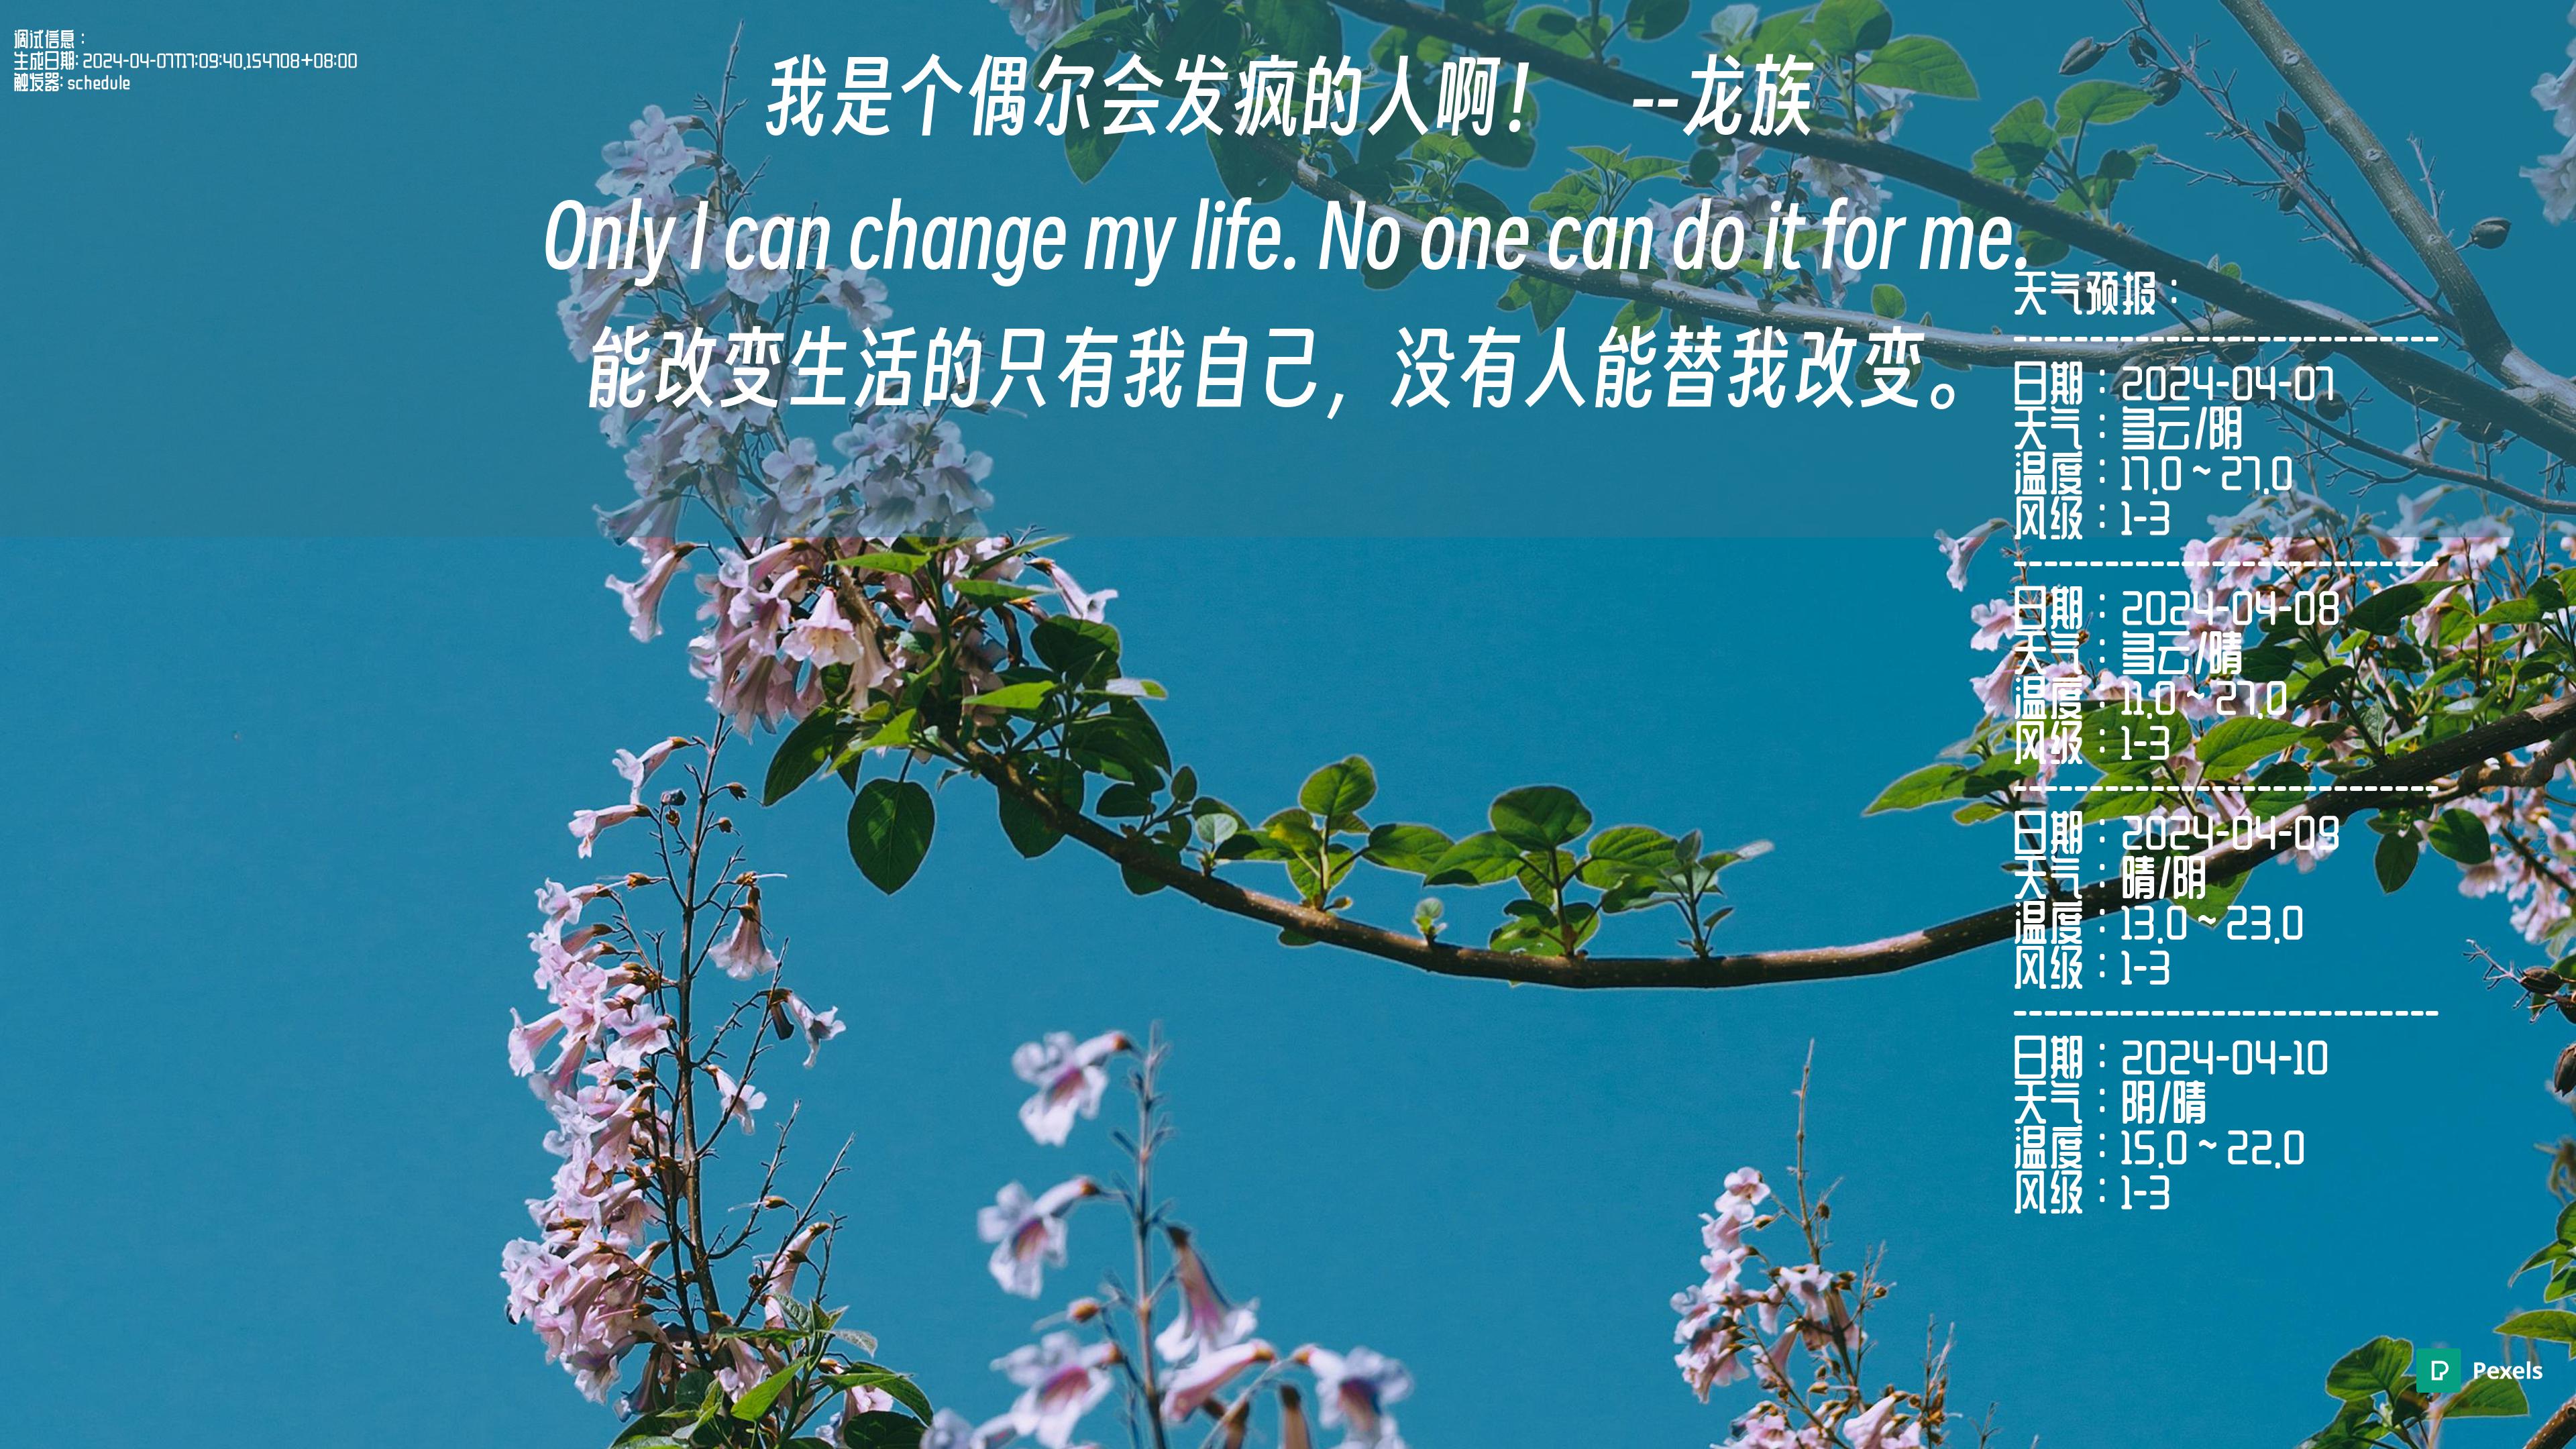 调试信息：
生成日期: 2024-04-07T17:09:40.154708+08:00
触发器: schedule
我是个偶尔会发疯的人啊！ --龙族
Only I can change my life. No one can do it for me.
能改变生活的只有我自己，没有人能替我改变。
天气预报：
----------------------------
日期：2024-04-07
天气：多云/阴
温度：17.0 ~ 27.0
风级：1-3
----------------------------
日期：2024-04-08
天气：多云/晴
温度：11.0 ~ 27.0
风级：1-3
----------------------------
日期：2024-04-09
天气：晴/阴
温度：13.0 ~ 23.0
风级：1-3
----------------------------
日期：2024-04-10
天气：阴/晴
温度：15.0 ~ 22.0
风级：1-3
Pexels